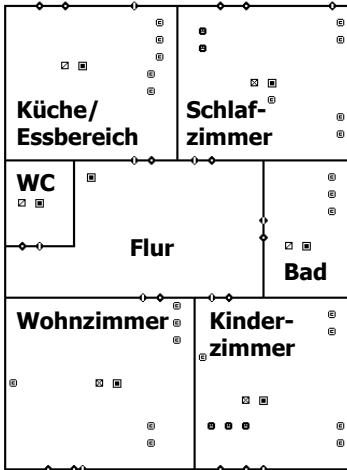 Küche/
Essbereich
Schlaf-
zimmer
WC
Flur
Bad
Wohnzimmer
Kinder-
zimmer